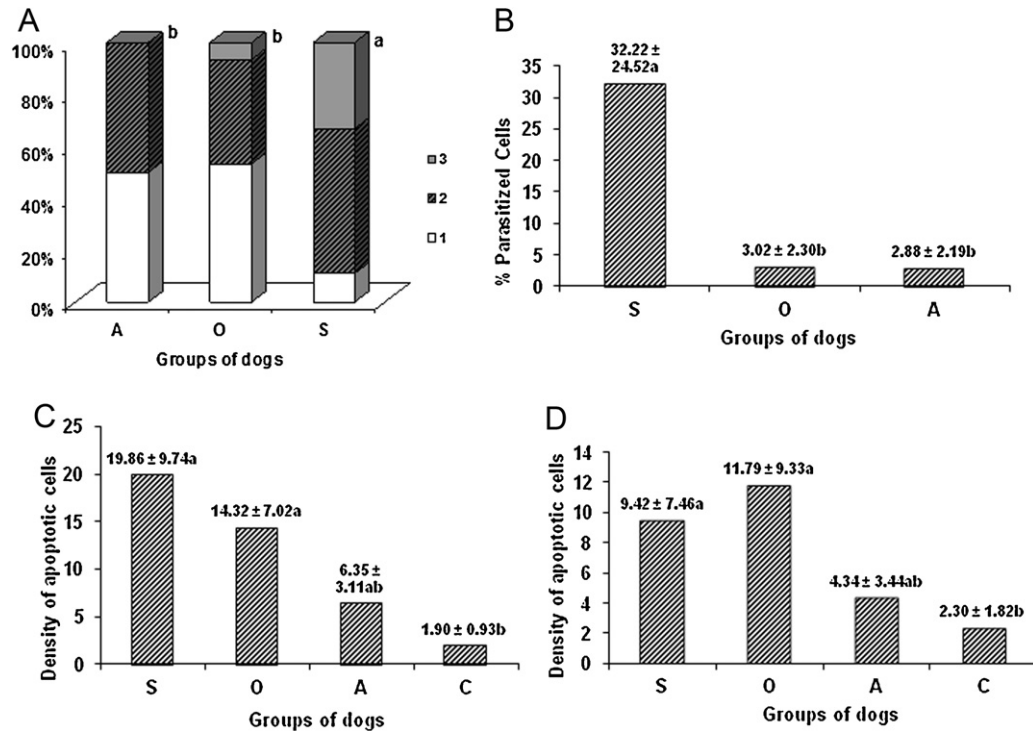 A
b
b
a
100%
80%
60%
40%
20%
0%
3
2
1
A O S
Groups of dogs
B
% Parasitized Cells
35
30
25
20
15
10
5
0
32.22 ±
24.52a
3.02 ± 2.30b
2.88 ± 2.19b
S O A
Groups of dogs
C
Density of apoptotic cells
25
20
15
10
5
0
19.86 ± 9.74a
14.32 ± 7.02a
6.35 ±
3.11ab
1.90 ± 0.93b
S O A C
Groups of dogs
D
Density of apoptotic cells
14
12
10
8
6
4
2
0
9.42 ± 7.46a
11.79 ± 9.33a
4.34 ± 3.44ab
2.30 ± 1.82b
S O A C
Groups of dogs